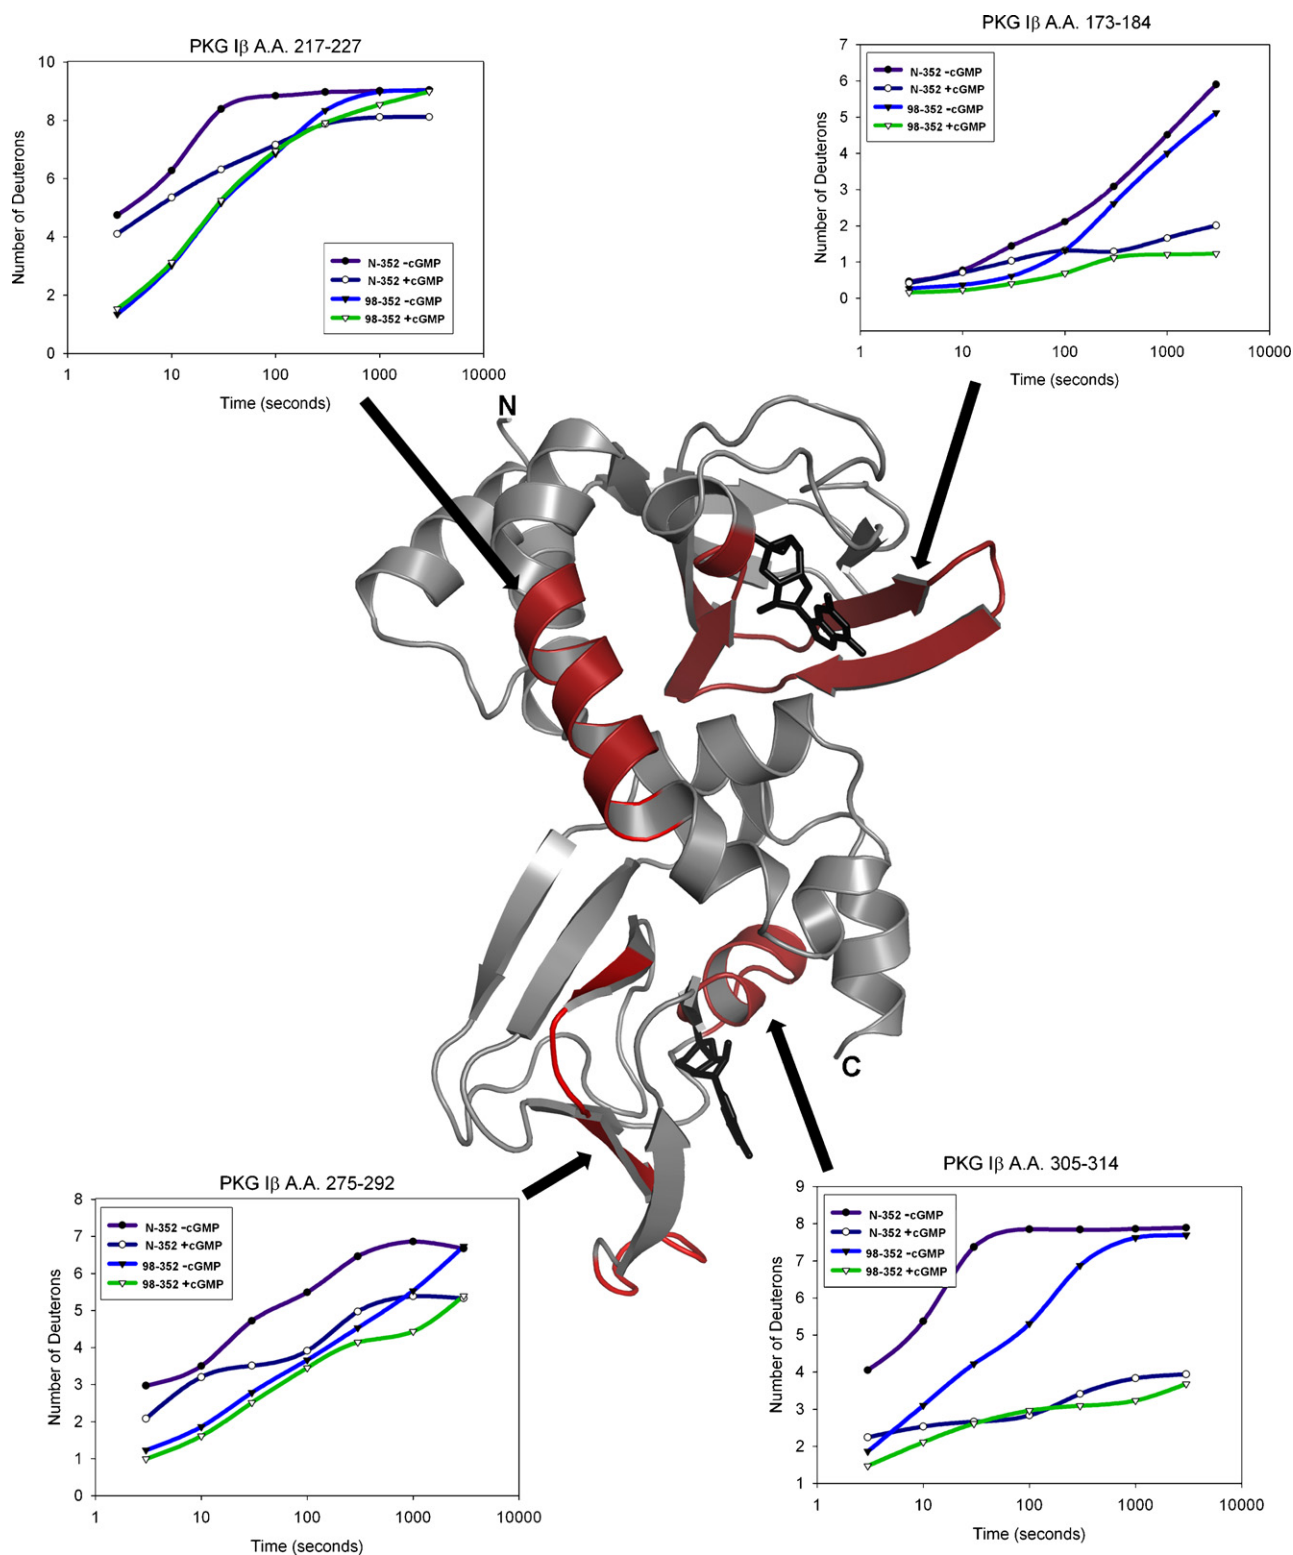 PKG Iβ A.A. 217-227
Number of Deuterons
10
8
6
4
2
0
N-352 -cGMP
N-352 +cGMP
98-352 -cGMP
98-352 +cGMP
1 10 100 1000 10000
Time (seconds)
PKG Iβ A.A. 173-184
Number of Deuterons
7
6
5
4
3
2
1
0
N-352 -cGMP
N-352 +cGMP
98-352 -cGMP
98-352 +cGMP
1 10 100 1000 10000
Time (seconds)
N
C
PKG Iβ A.A. 275-292
Number of Deuterons
8
7
6
5
4
3
2
1
0
N-352 -cGMP
N-352 +cGMP
98-352 -cGMP
98-352 +cGMP
1 10 100 1000 10000
Time (seconds)
PKG Iβ A.A. 305-314
Number of Deuterons
9
8
7
6
5
4
3
2
1
N-352 -cGMP
N-352 +cGMP
98-352 -cGMP
98-352 +cGMP
1 10 100 1000 10000
Time (seconds)